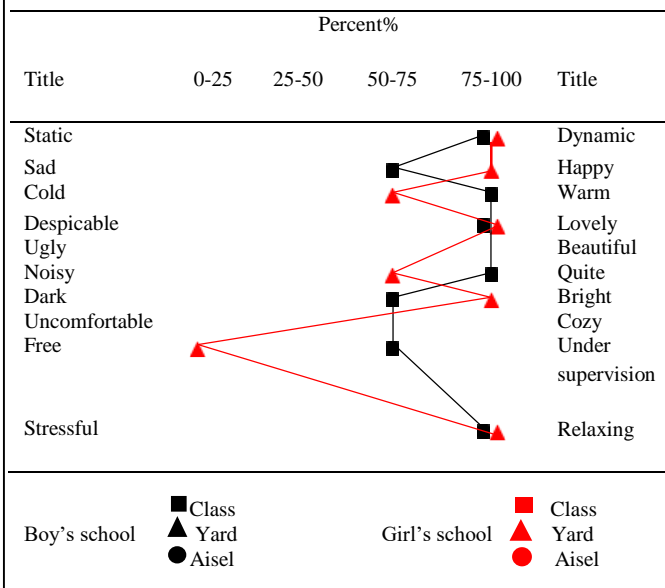 Percent%
Title 0-25 25-50 50-75 75-100 Title
Static Dynamic
Sad Happy
Cold Warm
Despicable Lovely
Ugly Beautiful
Noisy Quite
Dark Bright
Uncomfortable Cozy
Free Under
supervision
Stressful Relaxing
Class Class
Boy's school Yard Girl's school Yard
Aisel Aisel